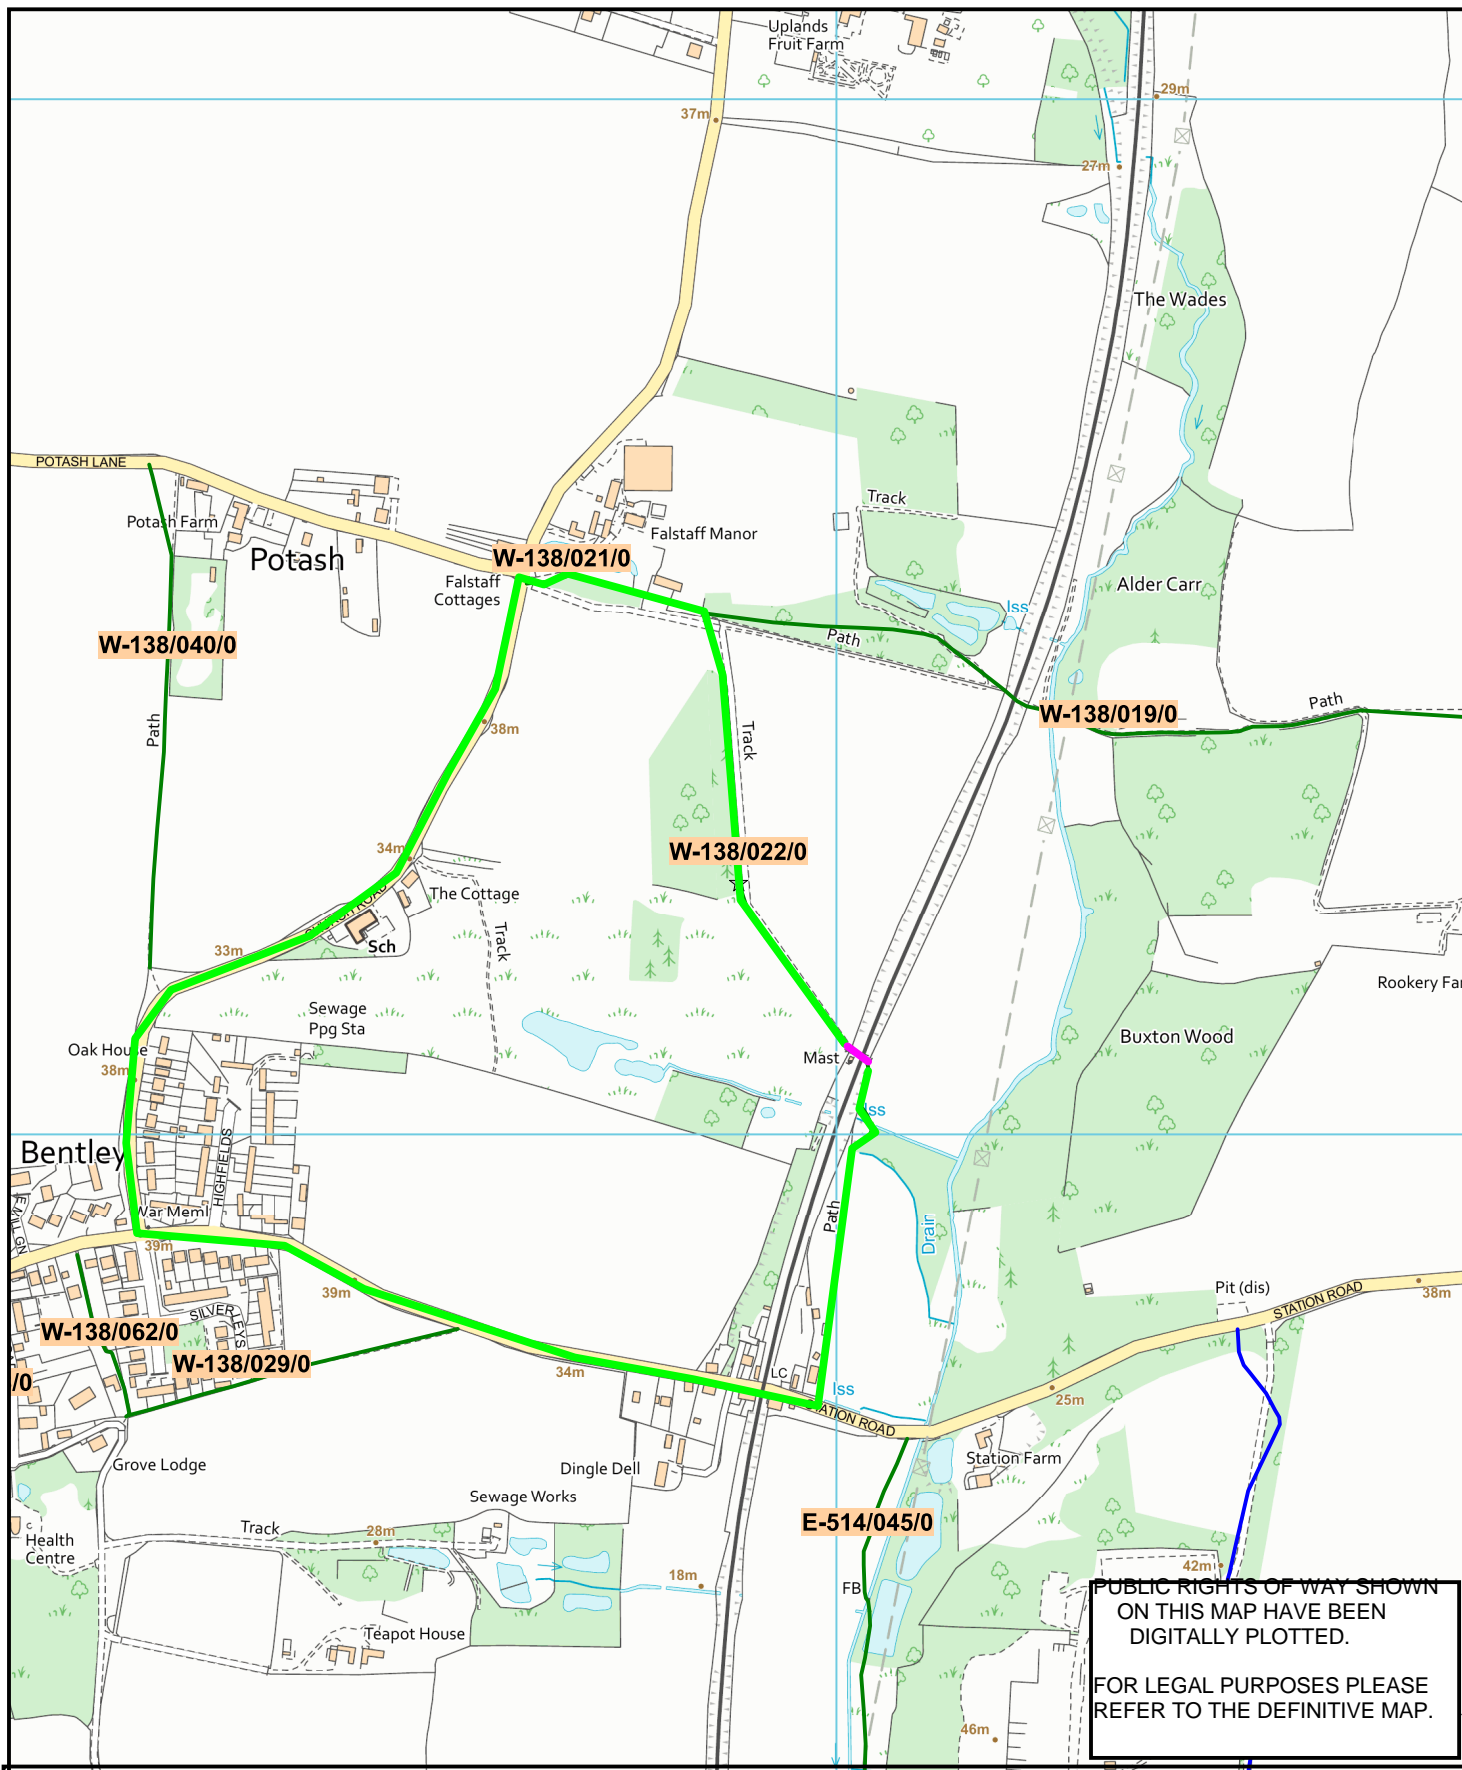 Uplands
Fruit Farm
29m
37m
27m
The Wades
POTASH LANE
Track
Potash Farm
Falstaff Manor
Potash
W-138/021/0
Falstaff
Cottages
Alder Carr
Iss
W-138/040/0
Path
Path
W-138/019/0
Path
38m
Track
34m
W-138/022/0
The Cottage
CHURCH ROAD
Sch
Track
33m
Rookery Far
Sewage
Ppg Sta
Buxton Wood
Oak House
38m
Mast
Iss
Bentley
HIGHFIELDS
War Meml
39m
Path
Drain
39m
Pit (dis)
STATION ROAD
38m
SILVER LEYS
W-138/062/0
W-138/029/0
/0
34m
LC
Iss
25m
STATION ROAD
Grove Lodge
Dingle Dell
Station Farm
Sewage Works
E-514/045/0
Track
28m
Health
Centre
18m
FB
42m
Teapot House
46m
PUBLIC RIGHTS OF WAY SHOWN
ON THIS MAP HAVE BEEN
DIGITALLY PLOTTED.
FOR LEGAL PURPOSES PLEASE
REFER TO THE DEFINITIVE MAP.